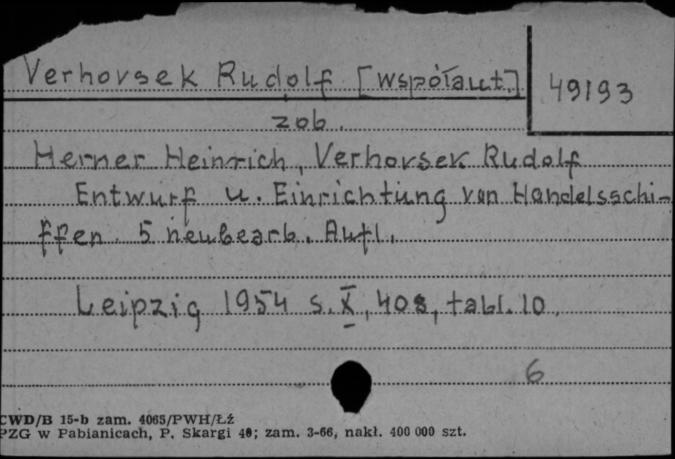 Verhovsek Rudolf [współaut.]
49193
zob.
Herner Heinrich, Verhovsek Rudolf
Entwurf u. Einrichtung von Handelsschi-
ffen 5 neubearb. Aufl.
Leipzig 1954 s. X, 408, tabl. 10.
6
CWD/B 15-b zam. 4065/PWH/Łź
PZG w Pabianicach, P. Skargi 40; zam. 3-66, nakł. 400 000 szt.